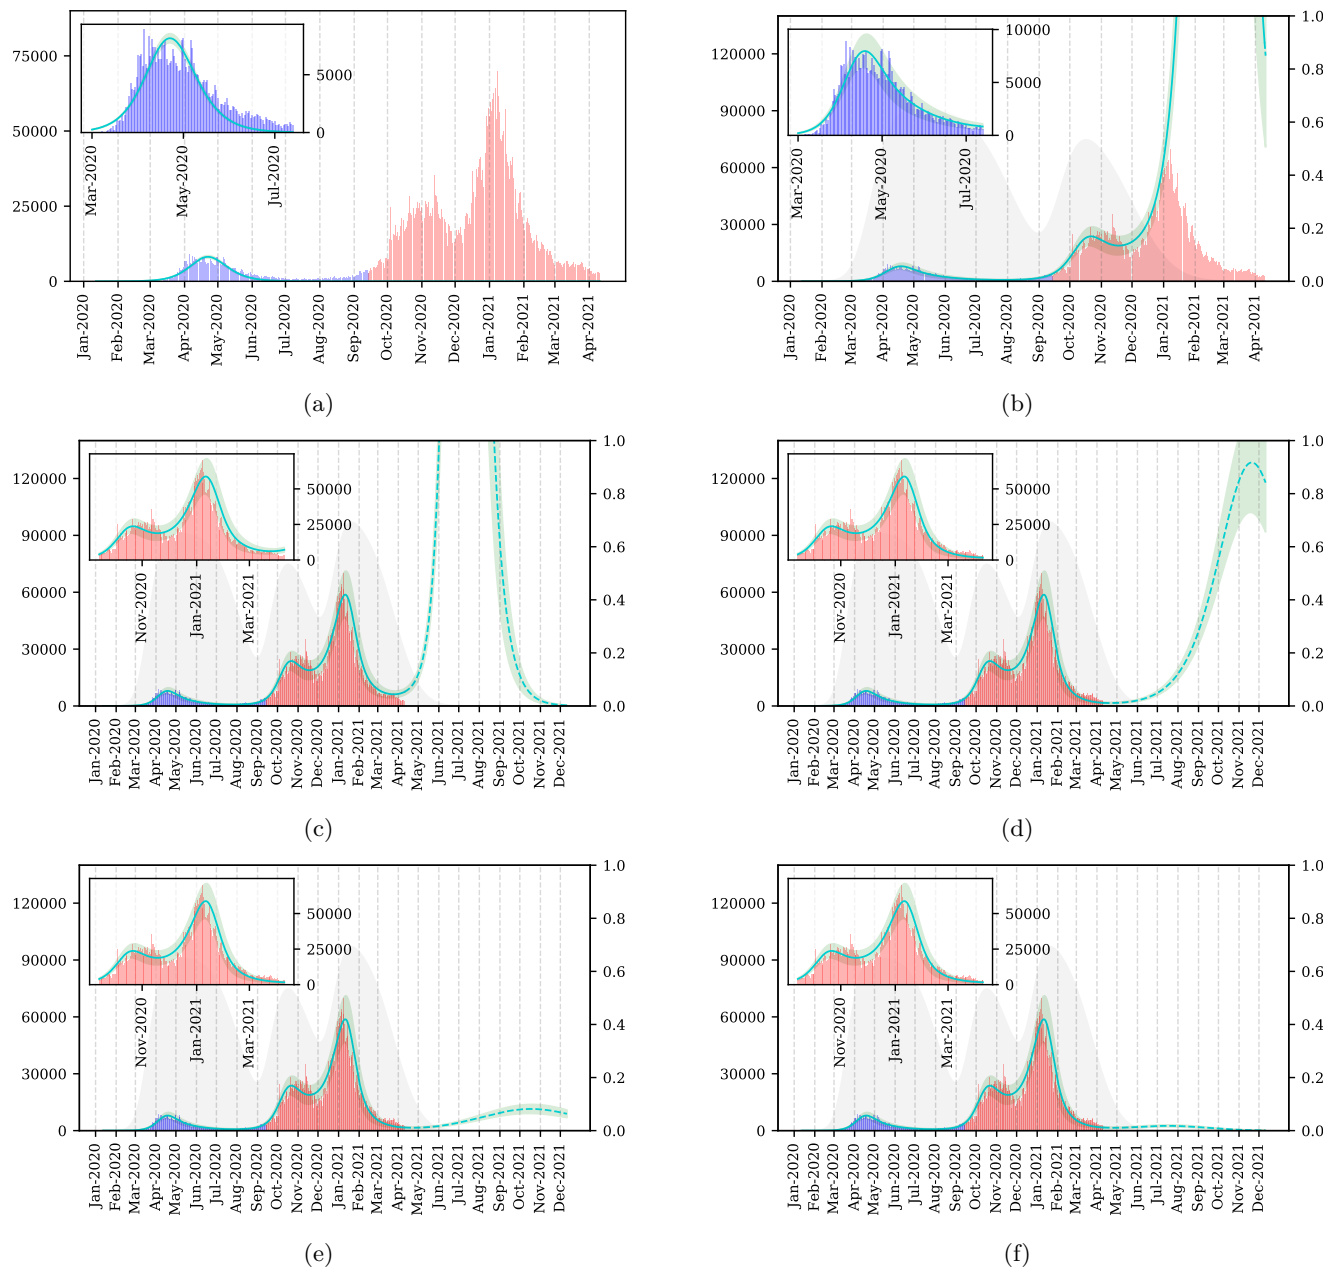 75000
50000
25000
0
5000
0
Mar-2020
May-2020
Jul-2020
Jan-2020
Feb-2020
Mar-2020
Apr-2020
May-2020
Jun-2020
Jul-2020
Aug-2020
Sep-2020
Oct-2020
Nov-2020
Dec-2020
Jan-2021
Feb-2021
Mar-2021
Apr-2021
(a)
120000
90000
60000
30000
0
10000
5000
0
Mar-2020
May-2020
Jul-2020
1.0
0.8
0.6
0.4
0.2
0.0
Jan-2020
Feb-2020
Mar-2020
Apr-2020
May-2020
Jun-2020
Jul-2020
Aug-2020
Sep-2020
Oct-2020
Nov-2020
Dec-2020
Jan-2021
Feb-2021
Mar-2021
Apr-2021
(b)
120000
90000
60000
30000
0
50000
25000
0
Nov-2020
Jan-2021
Mar-2021
1.0
0.8
0.6
0.4
0.2
0.0
Jan-2020
Feb-2020
Mar-2020
Apr-2020
May-2020
Jun-2020
Jul-2020
Aug-2020
Sep-2020
Oct-2020
Nov-2020
Dec-2020
Jan-2021
Feb-2021
Mar-2021
Apr-2021
May-2021
Jun-2021
Jul-2021
Aug-2021
Sep-2021
Oct-2021
Nov-2021
Dec-2021
(c)
120000
90000
60000
30000
0
50000
25000
0
Nov-2020
Jan-2021
Mar-2021
1.0
0.8
0.6
0.4
0.2
0.0
Jan-2020
Feb-2020
Mar-2020
Apr-2020
May-2020
Jun-2020
Jul-2020
Aug-2020
Sep-2020
Oct-2020
Nov-2020
Dec-2020
Jan-2021
Feb-2021
Mar-2021
Apr-2021
May-2021
Jun-2021
Jul-2021
Aug-2021
Sep-2021
Oct-2021
Nov-2021
Dec-2021
(d)
120000
90000
60000
30000
0
50000
25000
0
Nov-2020
Jan-2021
Mar-2021
1.0
0.8
0.6
0.4
0.2
0.0
Jan-2020
Feb-2020
Mar-2020
Apr-2020
May-2020
Jun-2020
Jul-2020
Aug-2020
Sep-2020
Oct-2020
Nov-2020
Dec-2020
Jan-2021
Feb-2021
Mar-2021
Apr-2021
May-2021
Jun-2021
Jul-2021
Aug-2021
Sep-2021
Oct-2021
Nov-2021
Dec-2021
(e)
120000
90000
60000
30000
0
50000
25000
0
Nov-2020
Jan-2021
Mar-2021
1.0
0.8
0.6
0.4
0.2
0.0
Jan-2020
Feb-2020
Mar-2020
Apr-2020
May-2020
Jun-2020
Jul-2020
Aug-2020
Sep-2020
Oct-2020
Nov-2020
Dec-2020
Jan-2021
Feb-2021
Mar-2021
Apr-2021
May-2021
Jun-2021
Jul-2021
Aug-2021
Sep-2021
Oct-2021
Nov-2021
Dec-2021
(f)